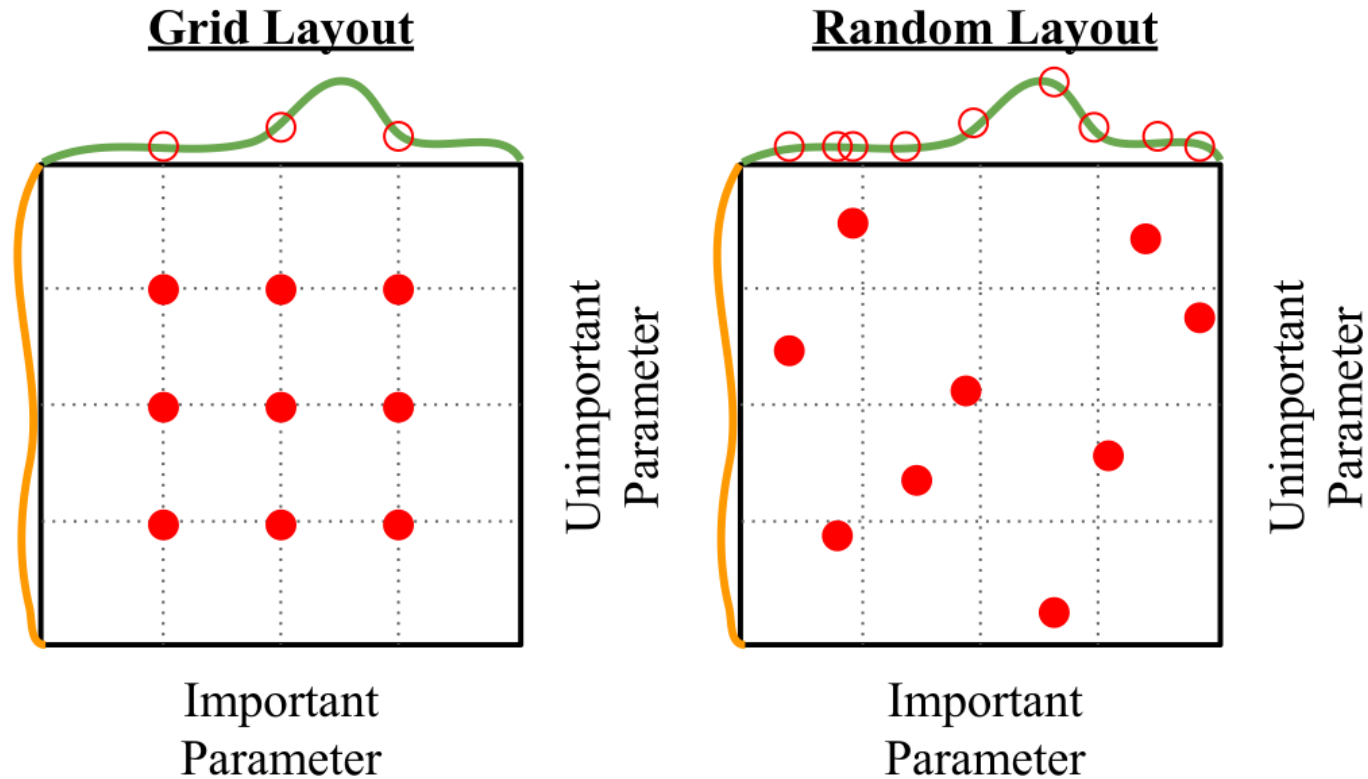 Grid Layout
Random Layout
Unimportant
Parameter
Unimportant
Parameter
Important
Parameter
Important
Parameter